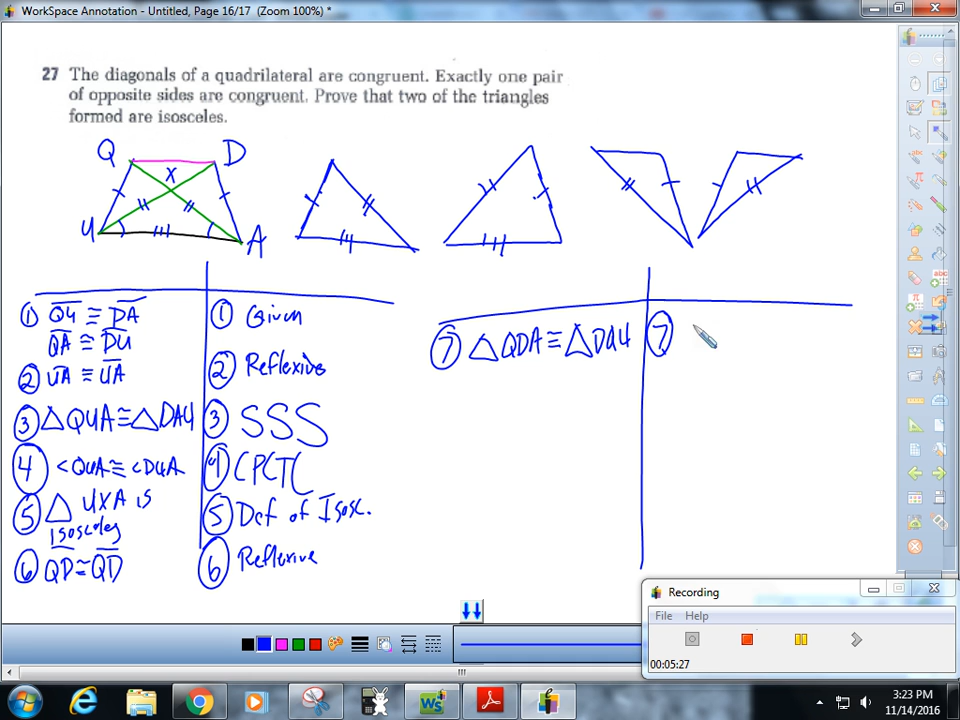 WorkSpace Annotation - Untitled, Page 16/17 (Zoom 100%) *
27 The diagonals of a quadrilateral are congruent. Exactly one pair
of opposite sides are congruent. Prove that two of the triangles
formed are isosceles.
Q D
X
U A
① QU ≅ DA ① Given
QA ≅ DU
② UA ≅ UA ② Reflexive
③ △QUA ≅ △DAU ③ SSS
④ <QUA ≅ <DUA ④ CPCTC
⑤ △ UXA is ⑤ Def of Isosc.
isosceles
⑥ QD ≅ QD ⑥ Reflexive
⑦ △QDA ≅ △DQU ⑦
Recording
File Help
00:05:27
3:23 PM
11/14/2016